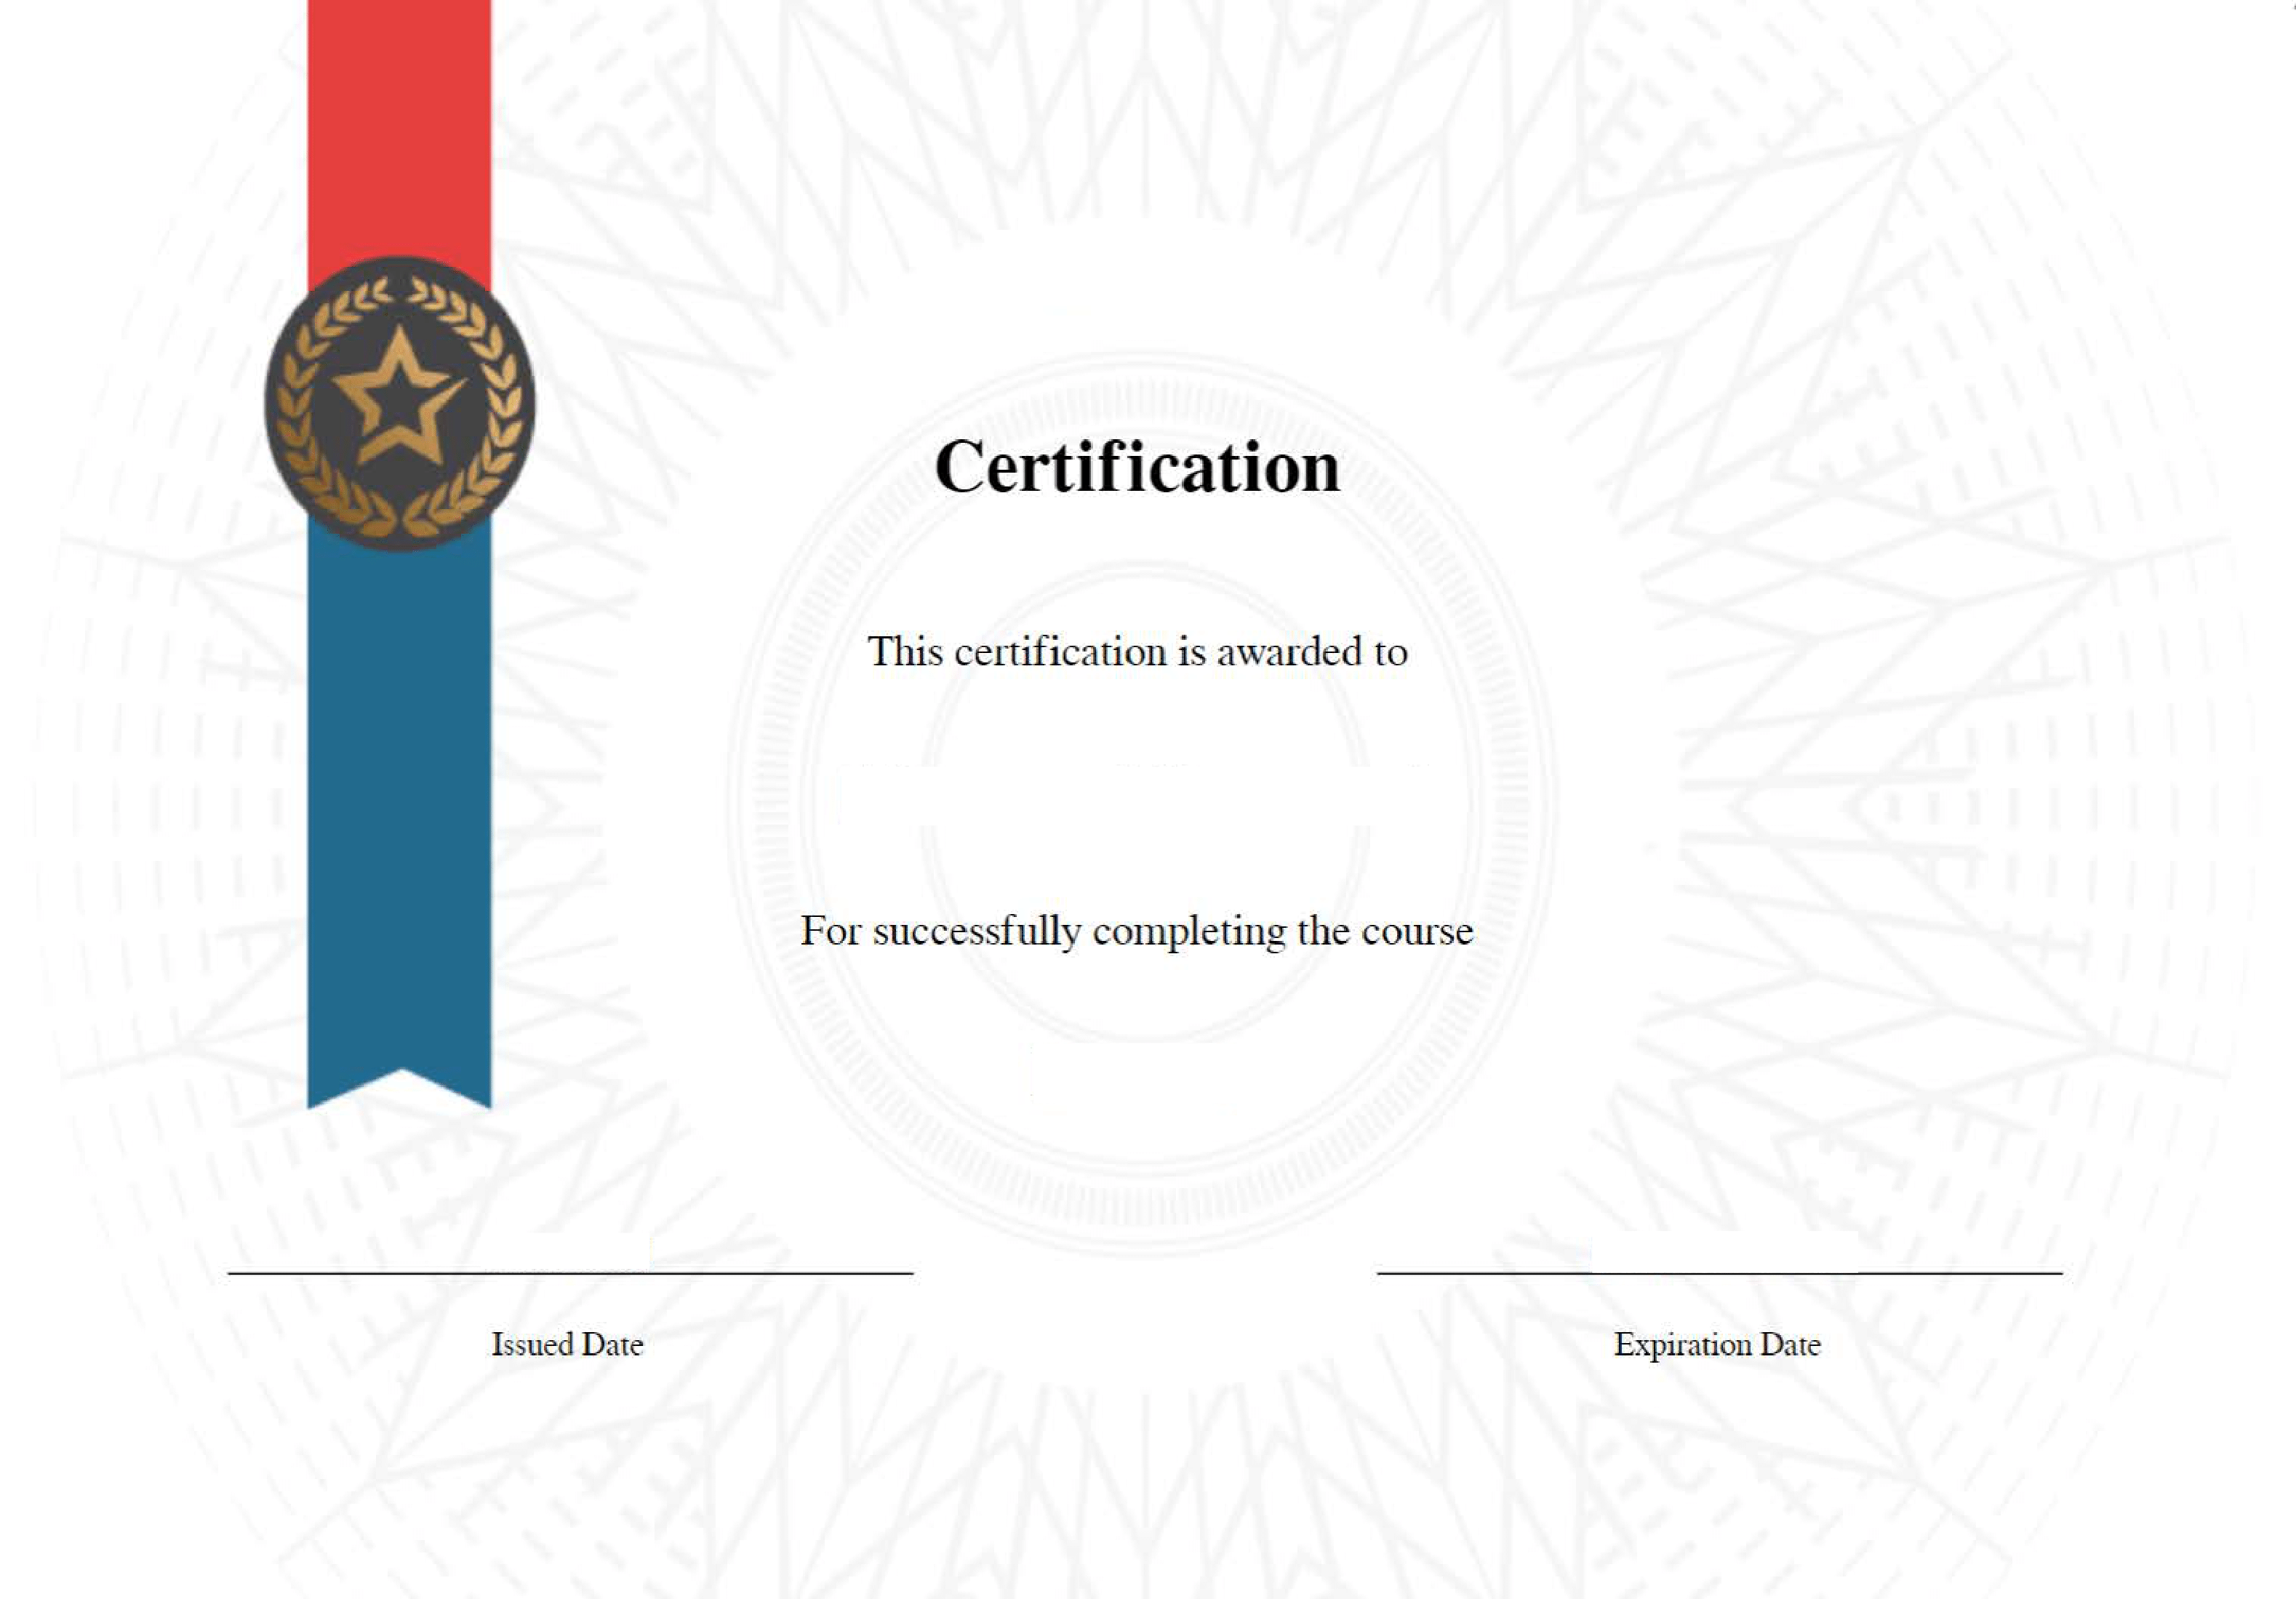 Certification
This certification is awarded to
For successfully completing the course
Issued Date
Expiration Date